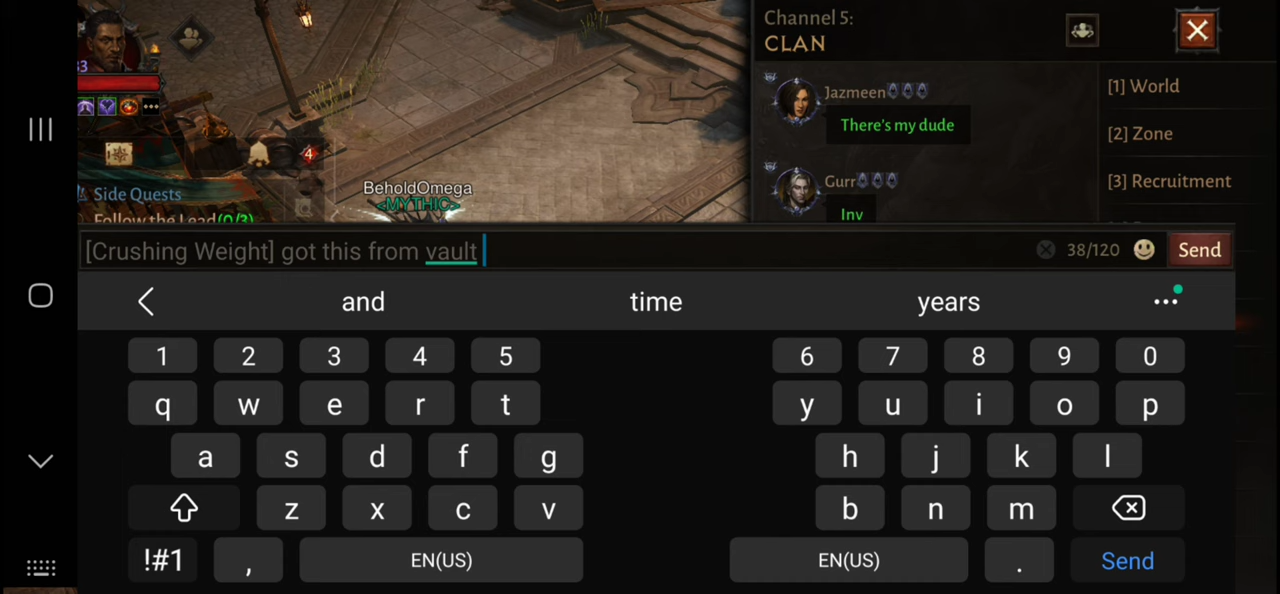 Channel 5:
CLAN
33
Jazmeen
There's my dude
Gurr
Inv
[1] World
[2] Zone
[3] Recruitment
4
Side Quests
Follow the Lead(0/3)
BeholdOmega
<MYTHIC>
[Crushing Weight] got this from vault
38/120
Send
and time years
1 2 3 4 5 6 7 8 9 0
q w e r t y u i o p
a s d f g h j k l
z x c v b n m
!#1 , EN(US) EN(US) . Send